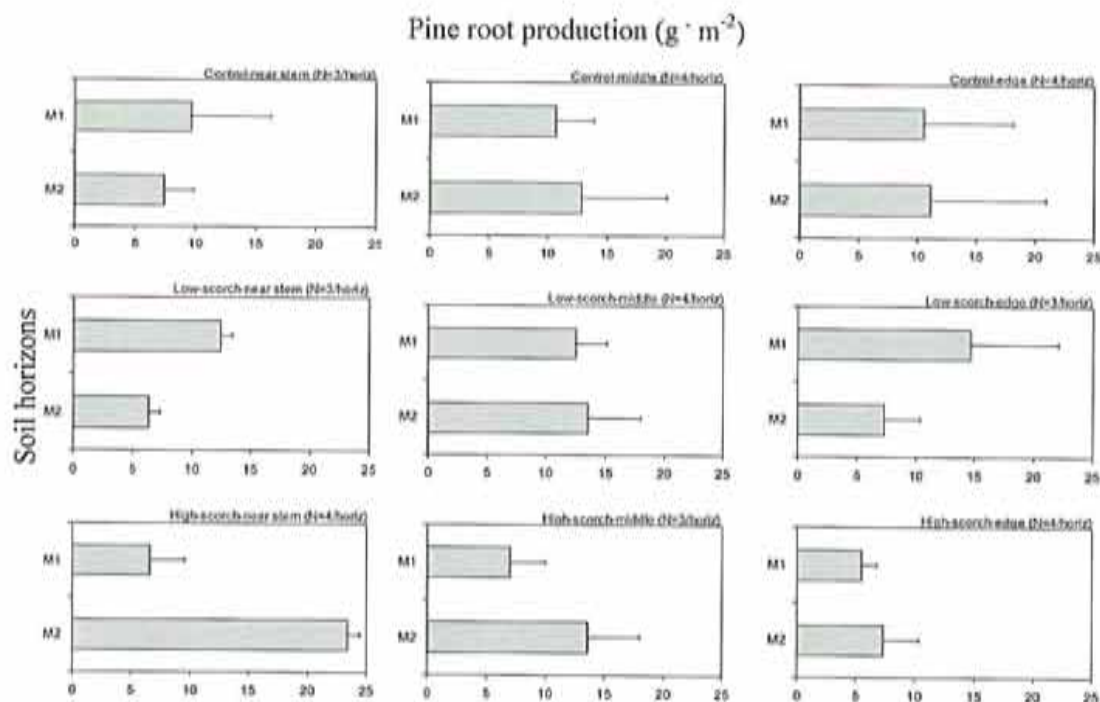 Pine root production (g · m⁻²)
Soil horizons
Control-near stem (N=3/horiz)
M1
M2
0 5 10 15 20 25
Control-middle (N=4/horiz)
M1
M2
0 5 10 15 20 25
Control-edge (N=4/horiz)
M1
M2
0 5 10 15 20 25
Low-scorch-near stem (N=3/horiz)
M1
M2
0 5 10 15 20 25
Low-scorch-middle (N=4/horiz)
M1
M2
0 5 10 15 20 25
Low-scorch-edge (N=3/horiz)
M1
M2
0 5 10 15 20 25
High-scorch-near stem (N=4/horiz)
M1
M2
0 5 10 15 20 25
High-scorch-middle (N=3/horiz)
M1
M2
0 5 10 15 20 25
High-scorch-edge (N=4/horiz)
M1
M2
0 5 10 15 20 25